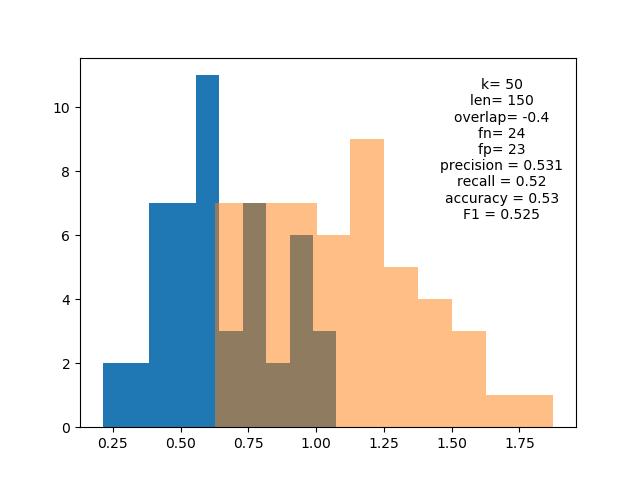 k= 50
len= 150
overlap= -0.4
fn= 24
fp= 23
precision = 0.531
recall = 0.52
accuracy = 0.53
F1 = 0.525
10
8
6
4
2
0
0.25 0.50 0.75 1.00 1.25 1.50 1.75